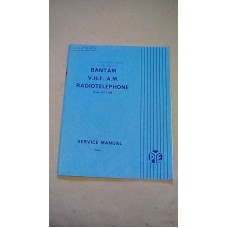 BANTAM
V.H.F. A.M.
RADIOTELEPHONE
SERVICE MANUAL
PYE